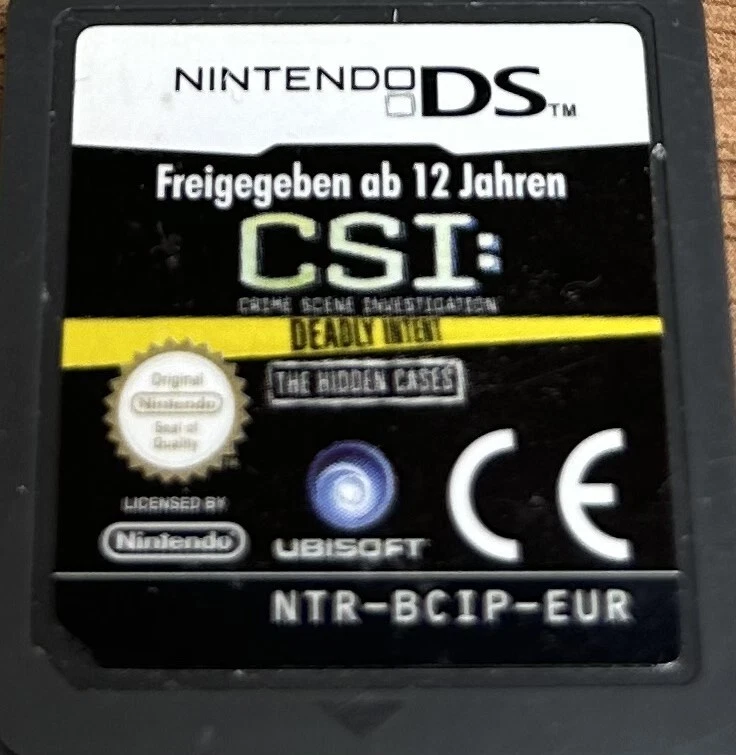 NINTENDO DS TM
Freigegeben ab 12 Jahren
CSI:
CRIME SCENE INVESTIGATION
DEADLY INTENT
THE HIDDEN CASES
Original
Nintendo
Seal of
Quality
TM
LICENSED BY
Nintendo
UBISOFT
CE
NTR-BCIP-EUR